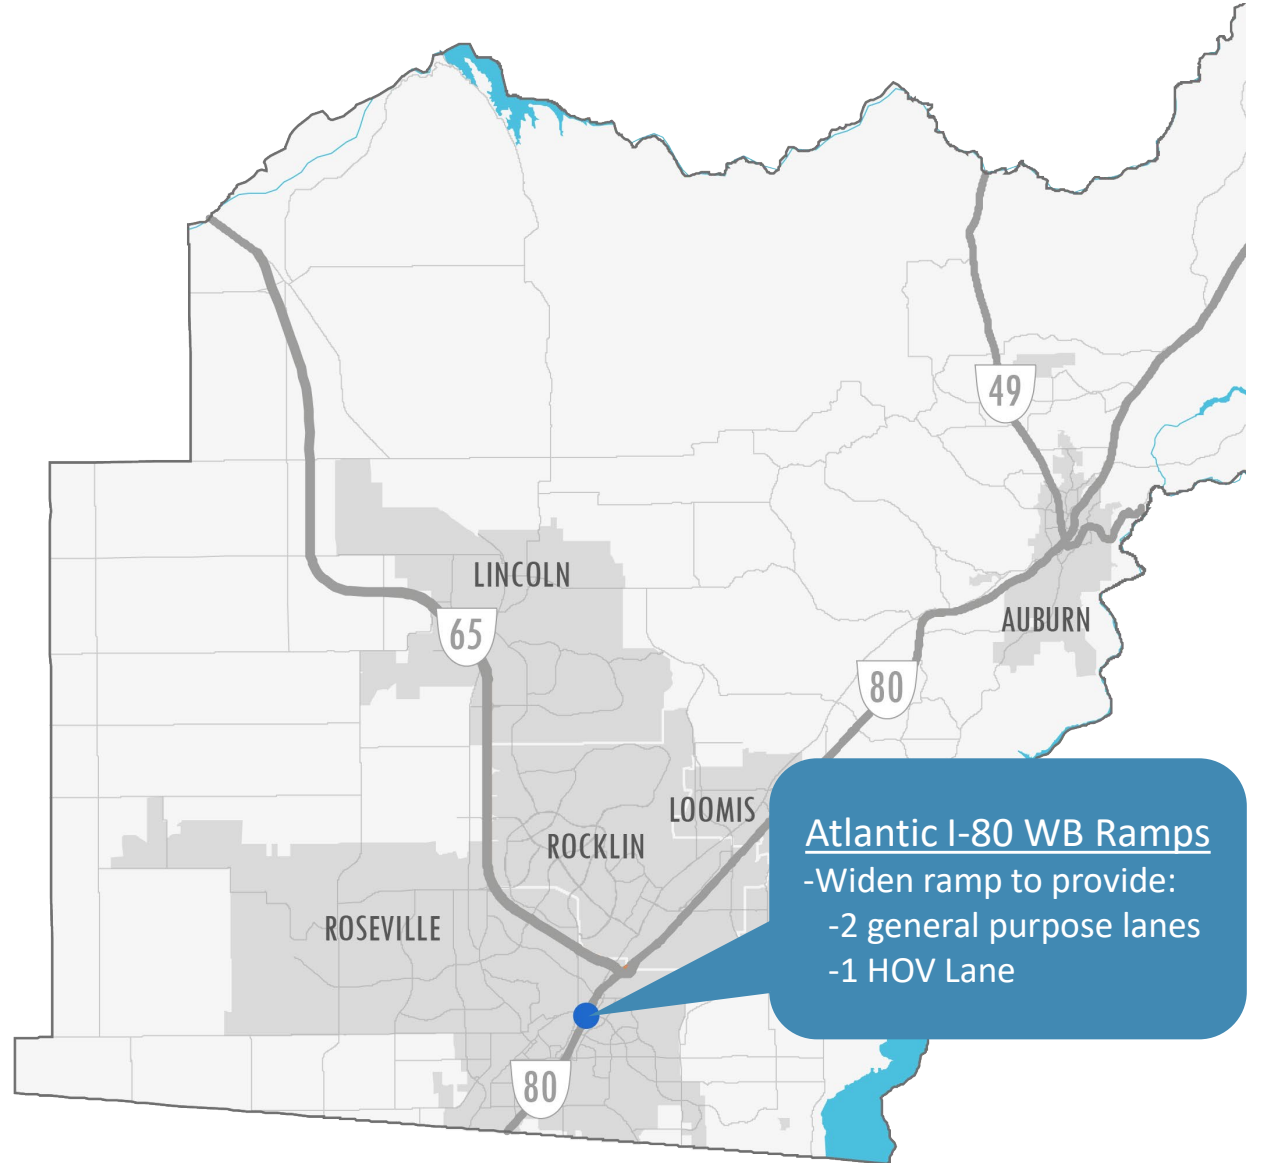 49
LINCOLN
65
AUBURN
80
LOOMIS
ROCKLIN
ROSEVILLE
Atlantic I-80 WB Ramps
-Widen ramp to provide:
-2 general purpose lanes
-1 HOV Lane
80